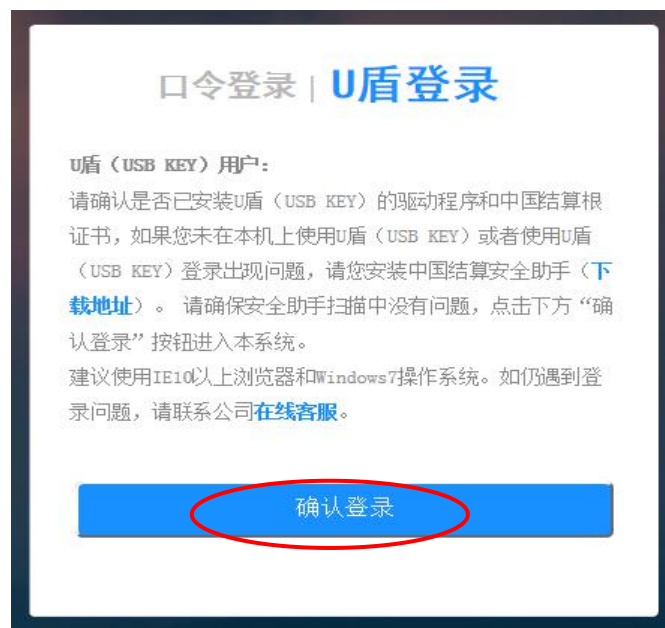 口令登录 | U盾登录
U盾（USB KEY）用户：
请确认是否已安装U盾（USB KEY）的驱动程序和中国结算根
证书，如果您未在本机上使用U盾（USB KEY）或者使用U盾
（USB KEY）登录出现问题，请您安装中国结算安全助手（下
载地址）。 请确保安全助手扫描中没有问题，点击下方“确
认登录”按钮进入本系统。
建议使用IE10以上浏览器和Windows7操作系统。如仍遇到登
录问题，请联系公司在线客服。
确认登录